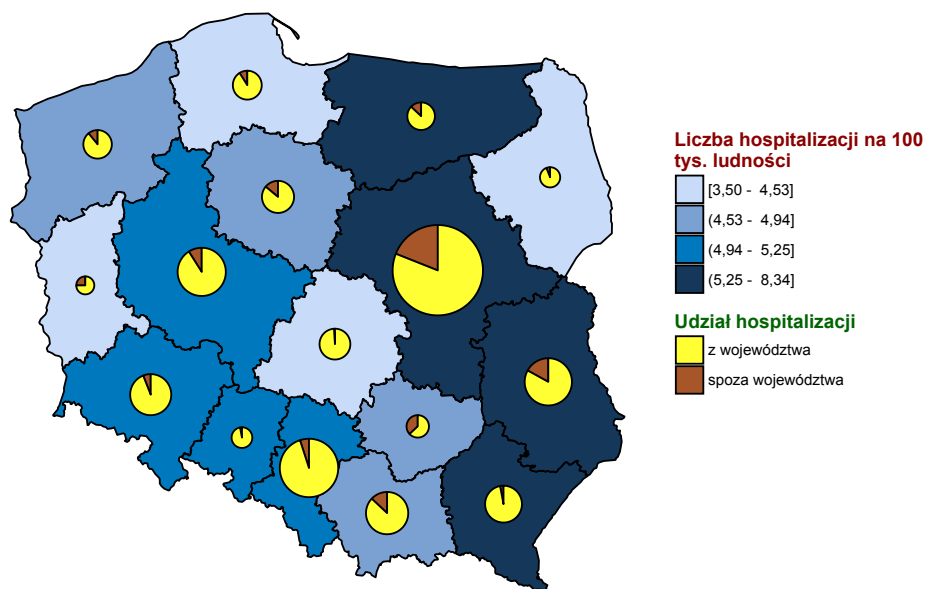 Liczba hospitalizacji na 100
tys. ludności
[3,50 - 4,53]
(4,53 - 4,94]
(4,94 - 5,25]
(5,25 - 8,34]
Udział hospitalizacji
z województwa
spoza województwa